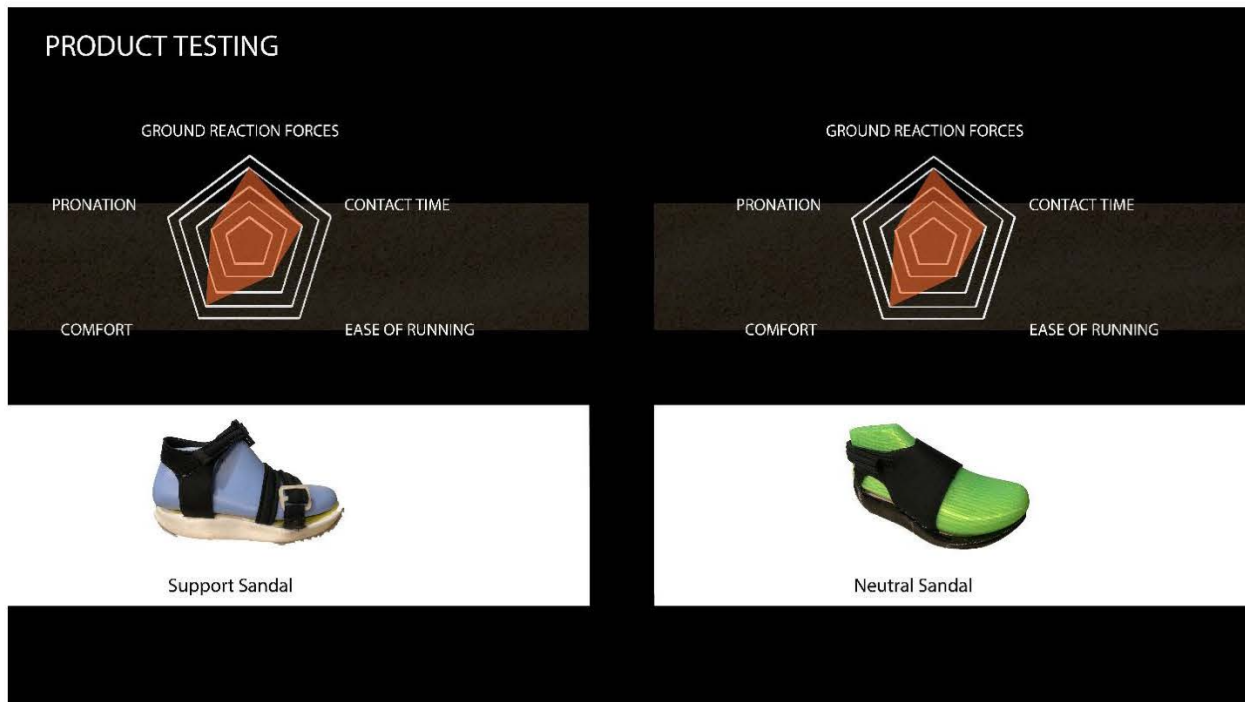 PRODUCT TESTING
GROUND REACTION FORCES
PRONATION
CONTACT TIME
COMFORT
EASE OF RUNNING
GROUND REACTION FORCES
PRONATION
CONTACT TIME
COMFORT
EASE OF RUNNING
Support Sandal
Neutral Sandal